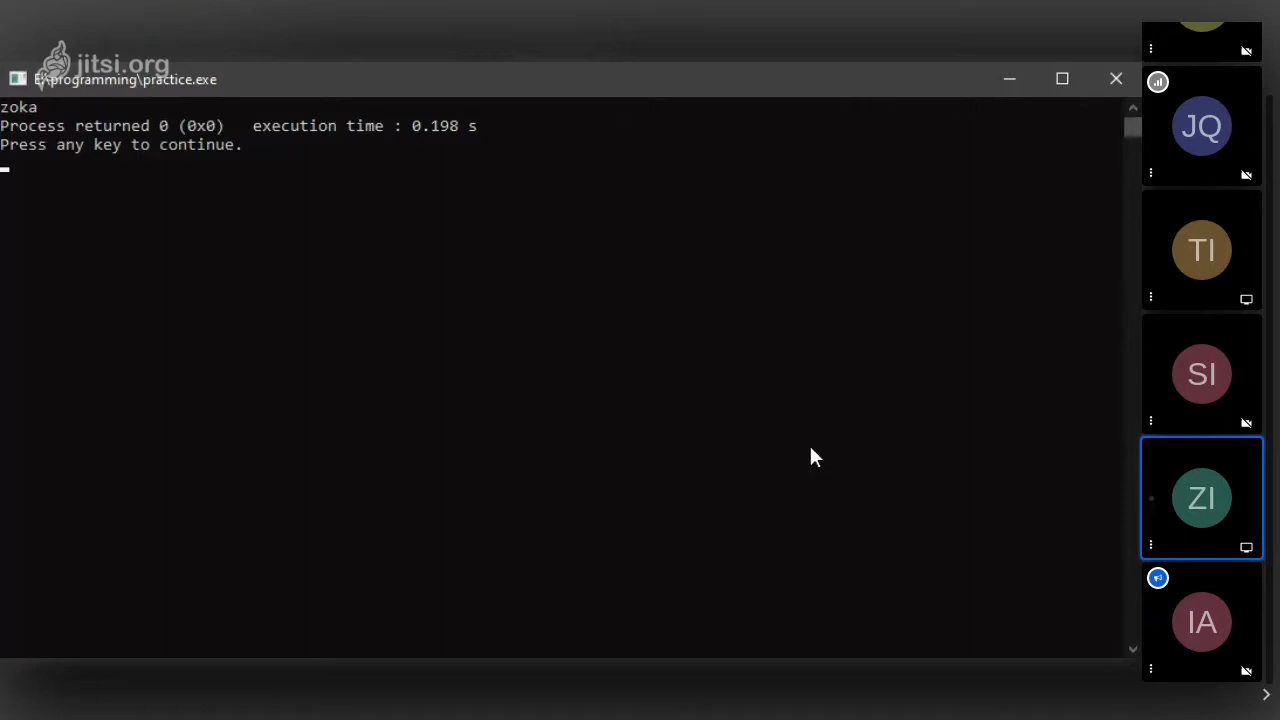 jitsi.org
E:\programming\practice.exe
zoka
Process returned 0 (0x0)   execution time : 0.198 s
Press any key to continue.
JQ
TI
SI
ZI
IA